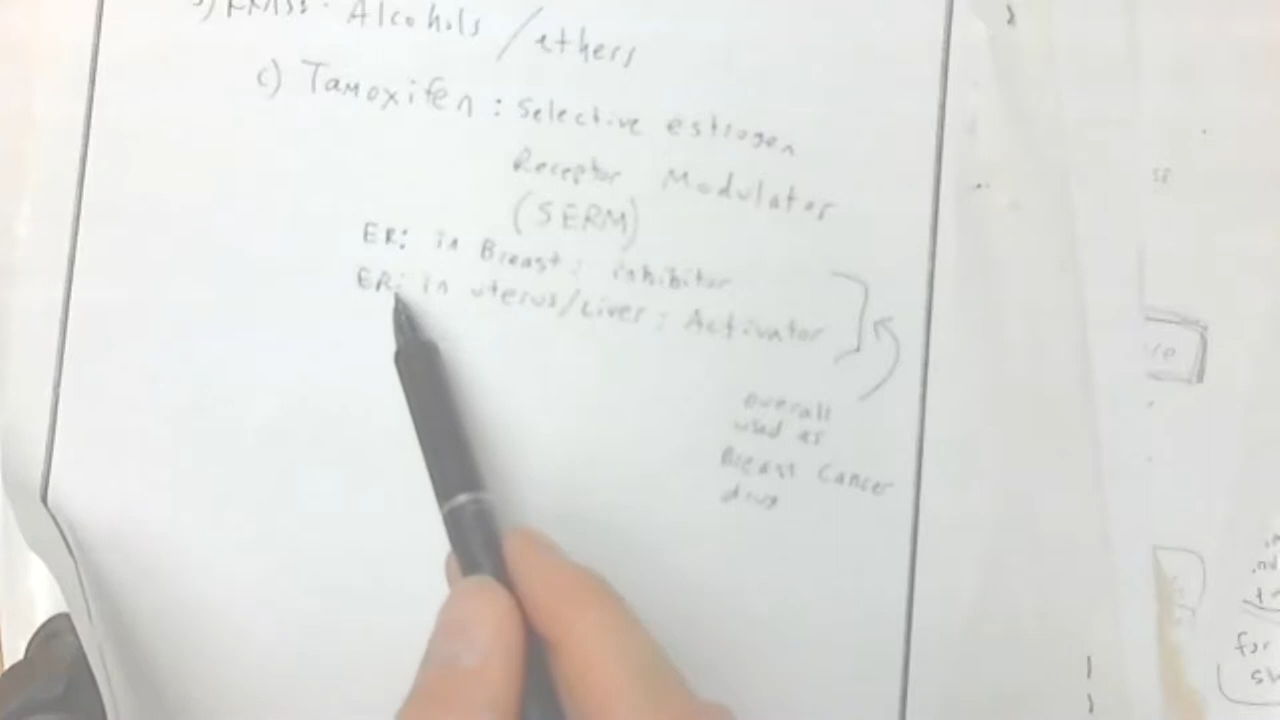 Alcohols / ethers
c) Tamoxifen : Selective estrogen
Receptor Modulator
(SERM)
ER: in Breast: inhibitor
ER: in uterus/Liver: Activator
overall
used as
Breast Cancer
drug
for